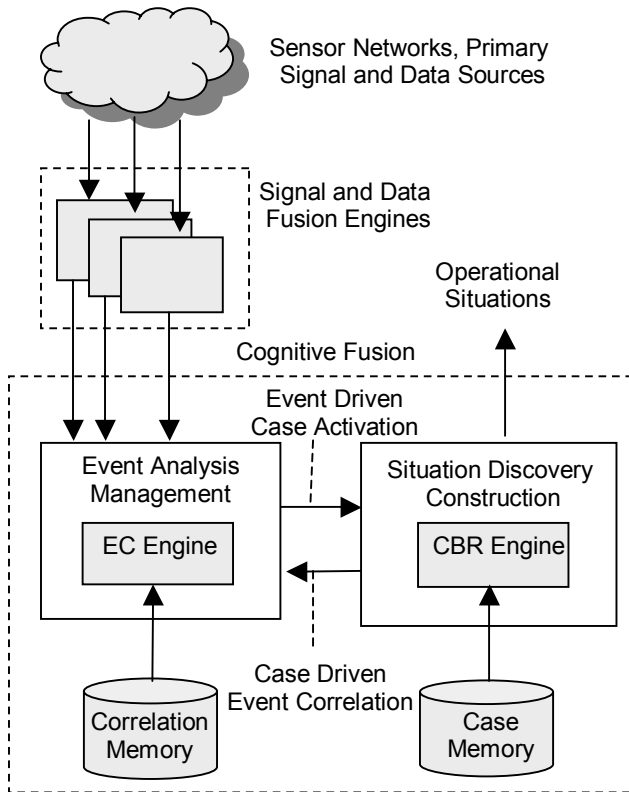 Sensor Networks, Primary
Signal and Data Sources
Signal and Data
Fusion Engines
Operational
Situations
Cognitive Fusion
Event Driven
Case Activation
Event Analysis
Management
EC Engine
Situation Discovery
Construction
CBR Engine
Case Driven
Event Correlation
Correlation
Memory
Case
Memory